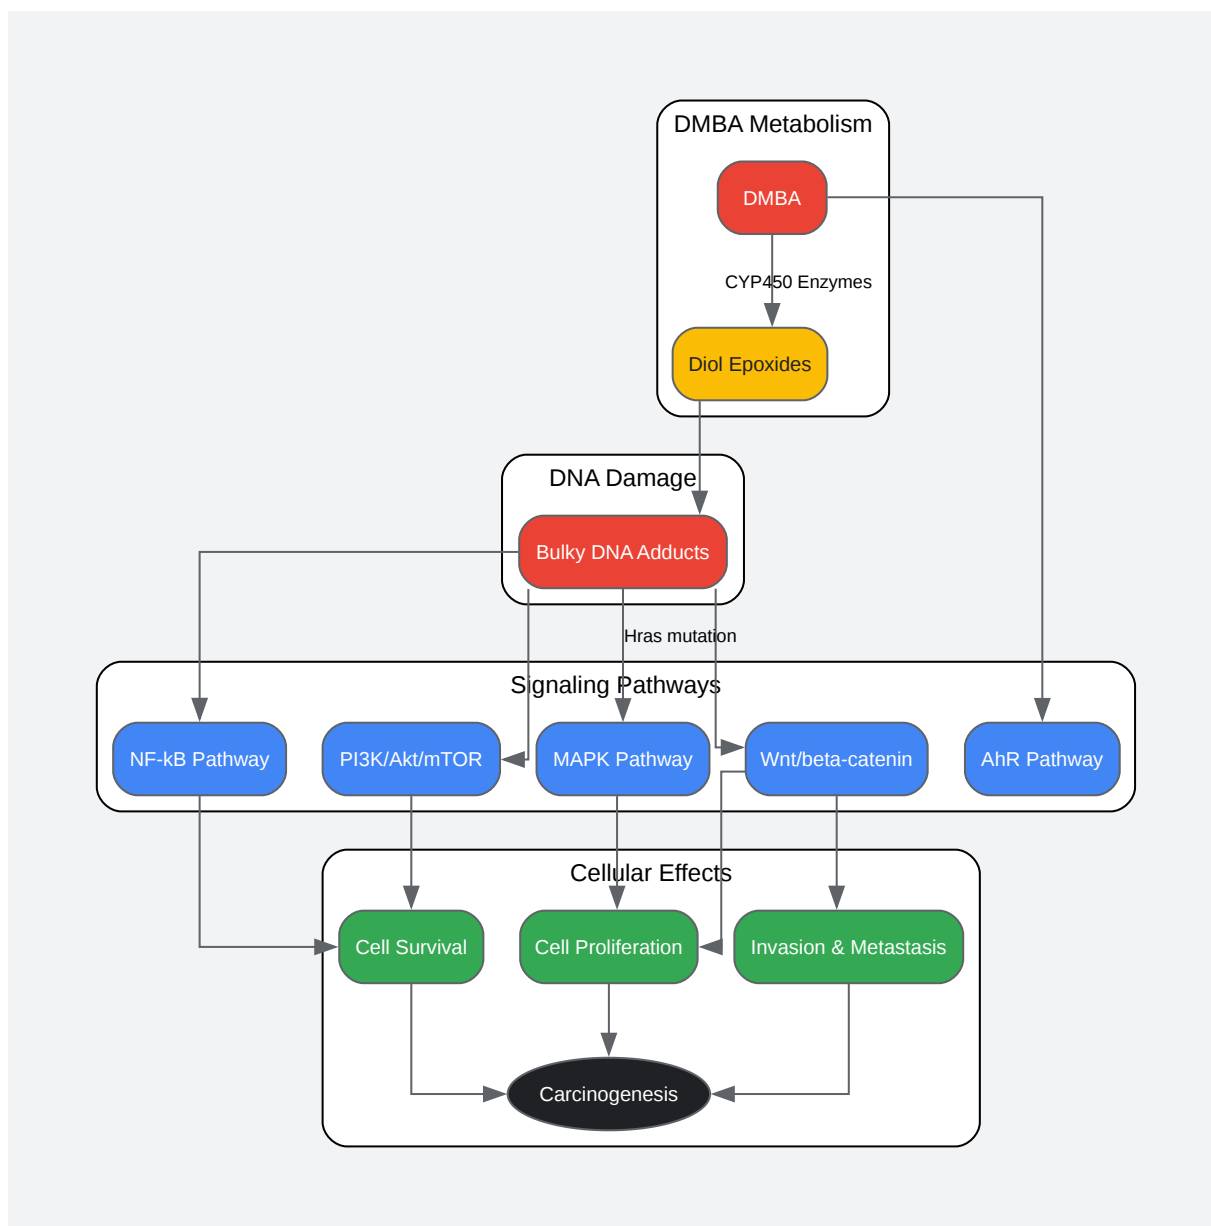 DMBA Metabolism
DMBA
CYP450 Enzymes
Diol Epoxides
DNA Damage
Bulky DNA Adducts
Hras mutation
Signaling Pathways
NF-kB Pathway
PI3K/Akt/mTOR
MAPK Pathway
Wnt/beta-catenin
AhR Pathway
Cellular Effects
Cell Survival
Cell Proliferation
Invasion & Metastasis
Carcinogenesis